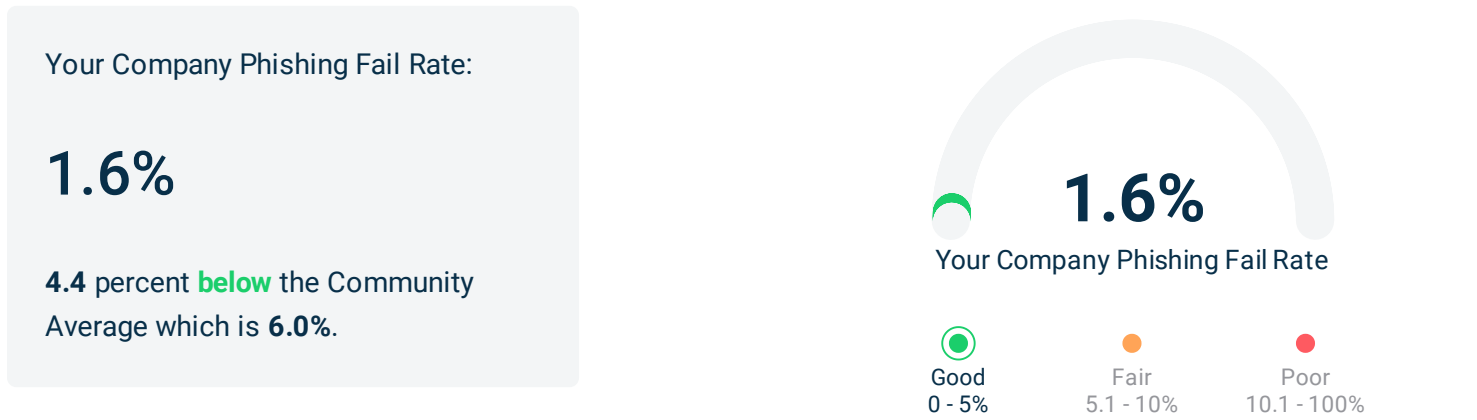 Your Company Phishing Fail Rate:
1.6%
4.4 percent below the Community
Average which is 6.0%.
1.6%
Your Company Phishing Fail Rate
Good
0 - 5%
Fair
5.1 - 10%
Poor
10.1 - 100%